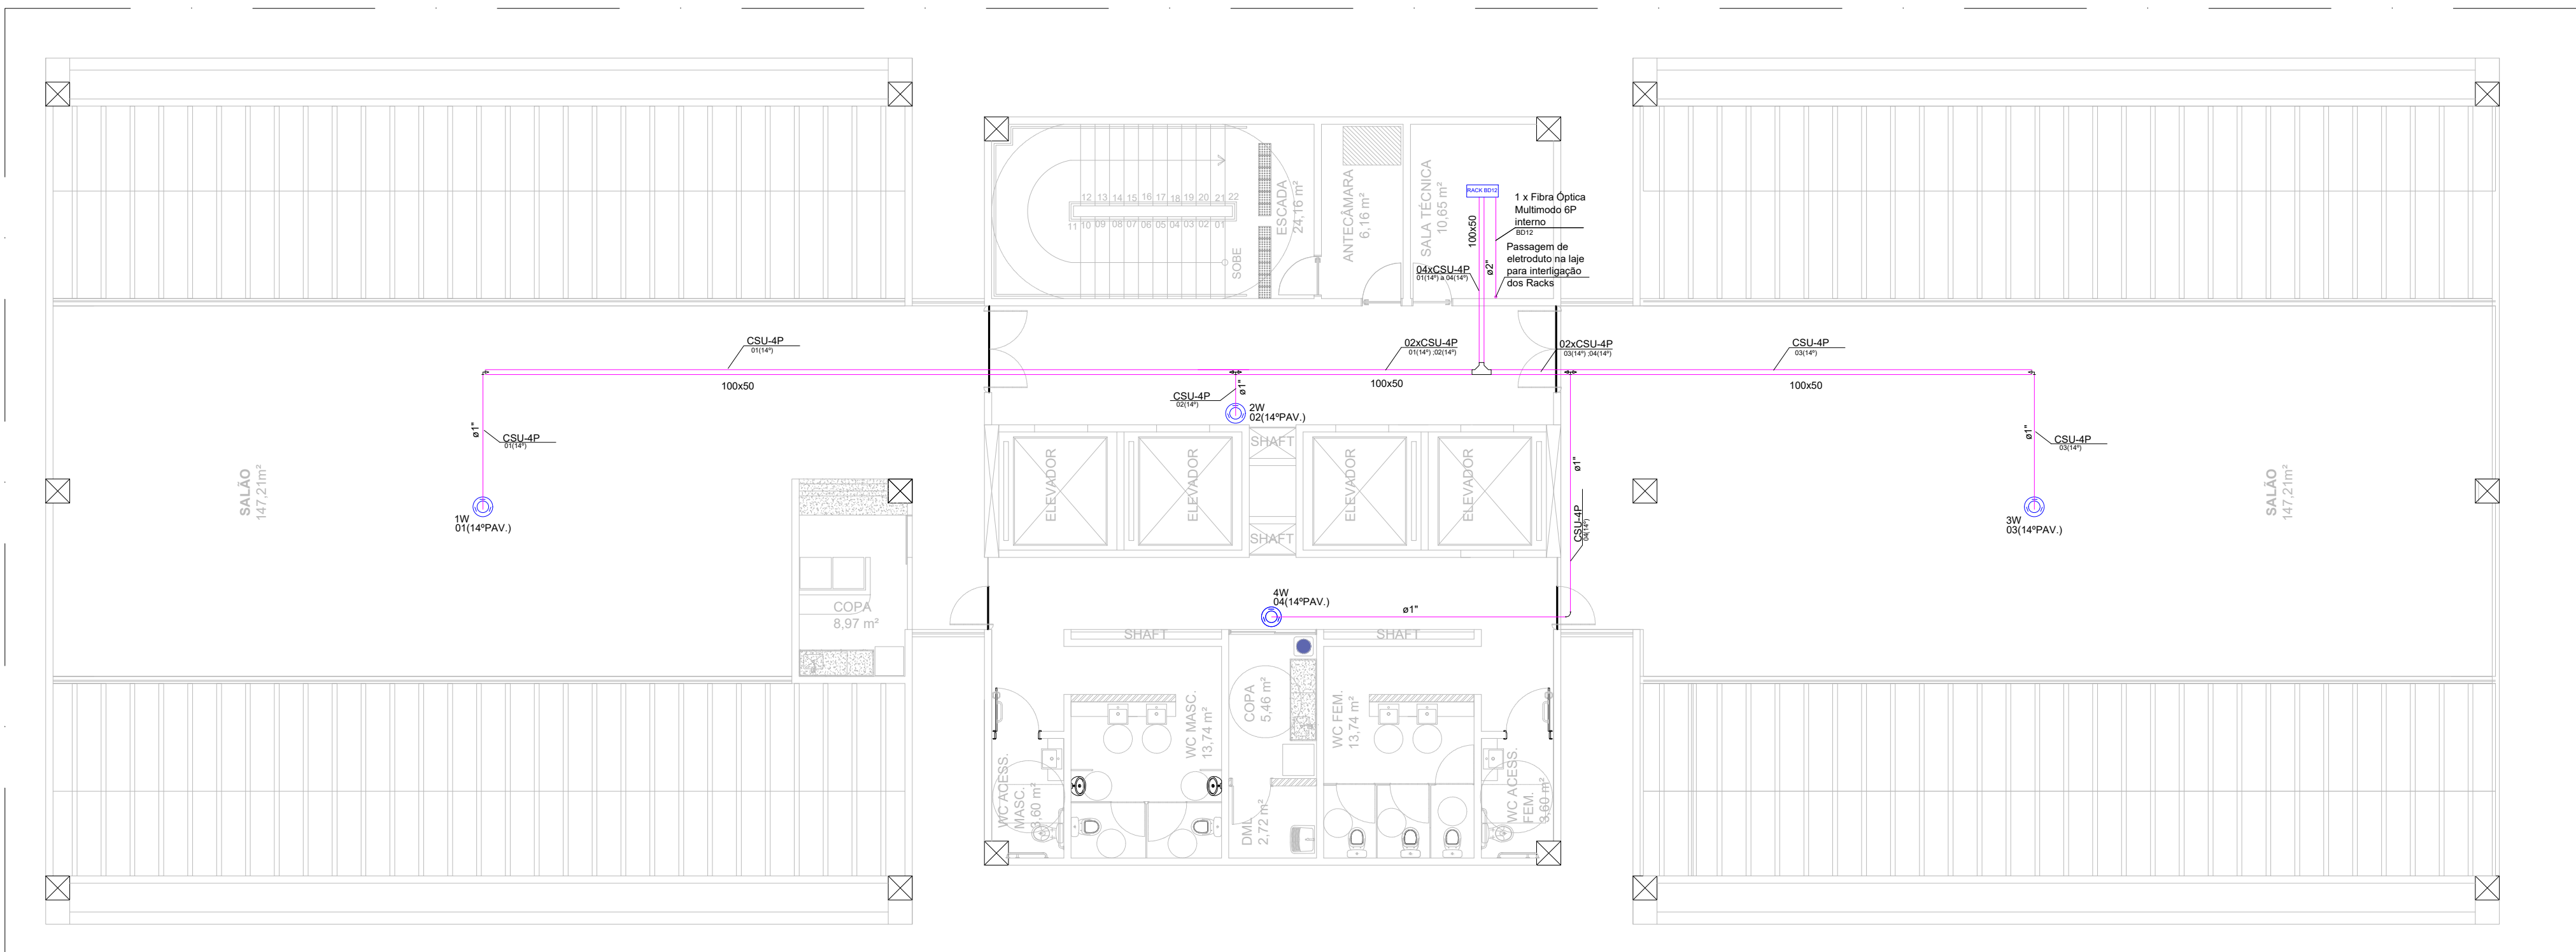 12 13 14 15 16 17 18 19 20 21 22
11 10 09 08 07 06 05 04 03 02 01
SOBE
ESCADA
24,16 m²
ANTECÂMARA
6,16 m²
SALA TÉCNICA
10,65 m²
RACK BD12
1 x Fibra Óptica
Multimodo 6P
interno
BD12
Passagem de
eletroduto na laje
para interligação
dos Racks
100x50
ø2"
04xCSU-4P
01(14º) a 04(14º)
CSU-4P
01(14º)
100x50
02xCSU-4P
01(14º) ;02(14º)
100x50
02xCSU-4P
03(14º) ;04(14º)
CSU-4P
03(14º)
100x50
CSU-4P
02(14º)
ø1"
2W
02(14ºPAV.)
ø1"
CSU-4P
01(14º)
SALÃO
147,21m²
1W
01(14ºPAV.)
ELEVADOR
ELEVADOR
SHAFT
SHAFT
ELEVADOR
ELEVADOR
ø1"
CSU-4P
04(14º)
ø1"
CSU-4P
03(14º)
3W
03(14ºPAV.)
SALÃO
147,21m²
COPA
8,97 m²
4W
04(14ºPAV.)
ø1"
SHAFT
SHAFT
WC ACESS.
MASC.
3,60 m²
WC MASC.
13,74 m²
COPA
5,46 m²
DML
2,72 m²
WC FEM.
13,74 m²
WC ACESS.
FEM.
3,60 m²